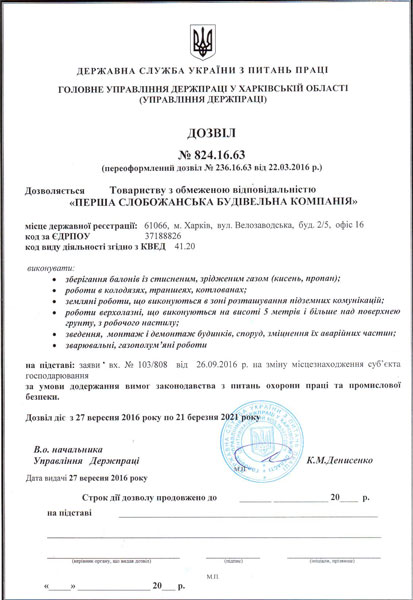 ДЕРЖАВНА СЛУЖБА УКРАЇНИ З ПИТАНЬ ПРАЦІ
ГОЛОВНЕ УПРАВЛІННЯ ДЕРЖПРАЦІ У ХАРКІВСЬКІЙ ОБЛАСТІ
(УПРАВЛІННЯ ДЕРЖПРАЦІ)
ДОЗВІЛ
№ 824.16.63
(переоформлений дозвіл № 236.16.63 від 22.03.2016 р.)
Дозволяється Товариству з обмеженою відповідальністю
«ПЕРША СЛОБОЖАНСЬКА БУДІВЕЛЬНА КОМПАНІЯ»
місце державної реєстрації: 61066, м. Харків, вул. Велозаводська, буд. 2/5, офіс 16
код за ЄДРПОУ 37188826
код виду діяльності згідно з КВЕД 41.20
виконувати:
• зберігання балонів із стисненим, зрідженим газом (кисень, пропан);
• роботи в колодязях, траншеях, котлованах;
• земляні роботи, що виконуються в зоні розташування підземних комунікацій;
• роботи верхолазні, що виконуються на висоті 5 метрів і більше над поверхнею
грунту, з робочого настилу;
• зведення, монтаж і демонтаж будинків, споруд, зміцнення їх аварійних частин;
• зварювальні, газополум’яні роботи
на підставі: заяви вх. № 103/808 від 26.09.2016 р. на зміну місцезнаходження суб’єкта
господарювання
за умови додержання вимог законодавства з питань охорони праці та промислової
безпеки.
Дозвіл діє з 27 вересня 2016 року по 21 березня 2021 року
В.о. начальника
Управління Держпраці К.М.Денисенко
М.П.
Дата видачі 27 вересня 2016 року
Строк дії дозволу продовжено до ________ ________ 20___ р.
на підставі
(керівник органу, що видав дозвіл) (підпис) (ініціали, прізвище)
М.П.
«____» ______________ 20___ р.